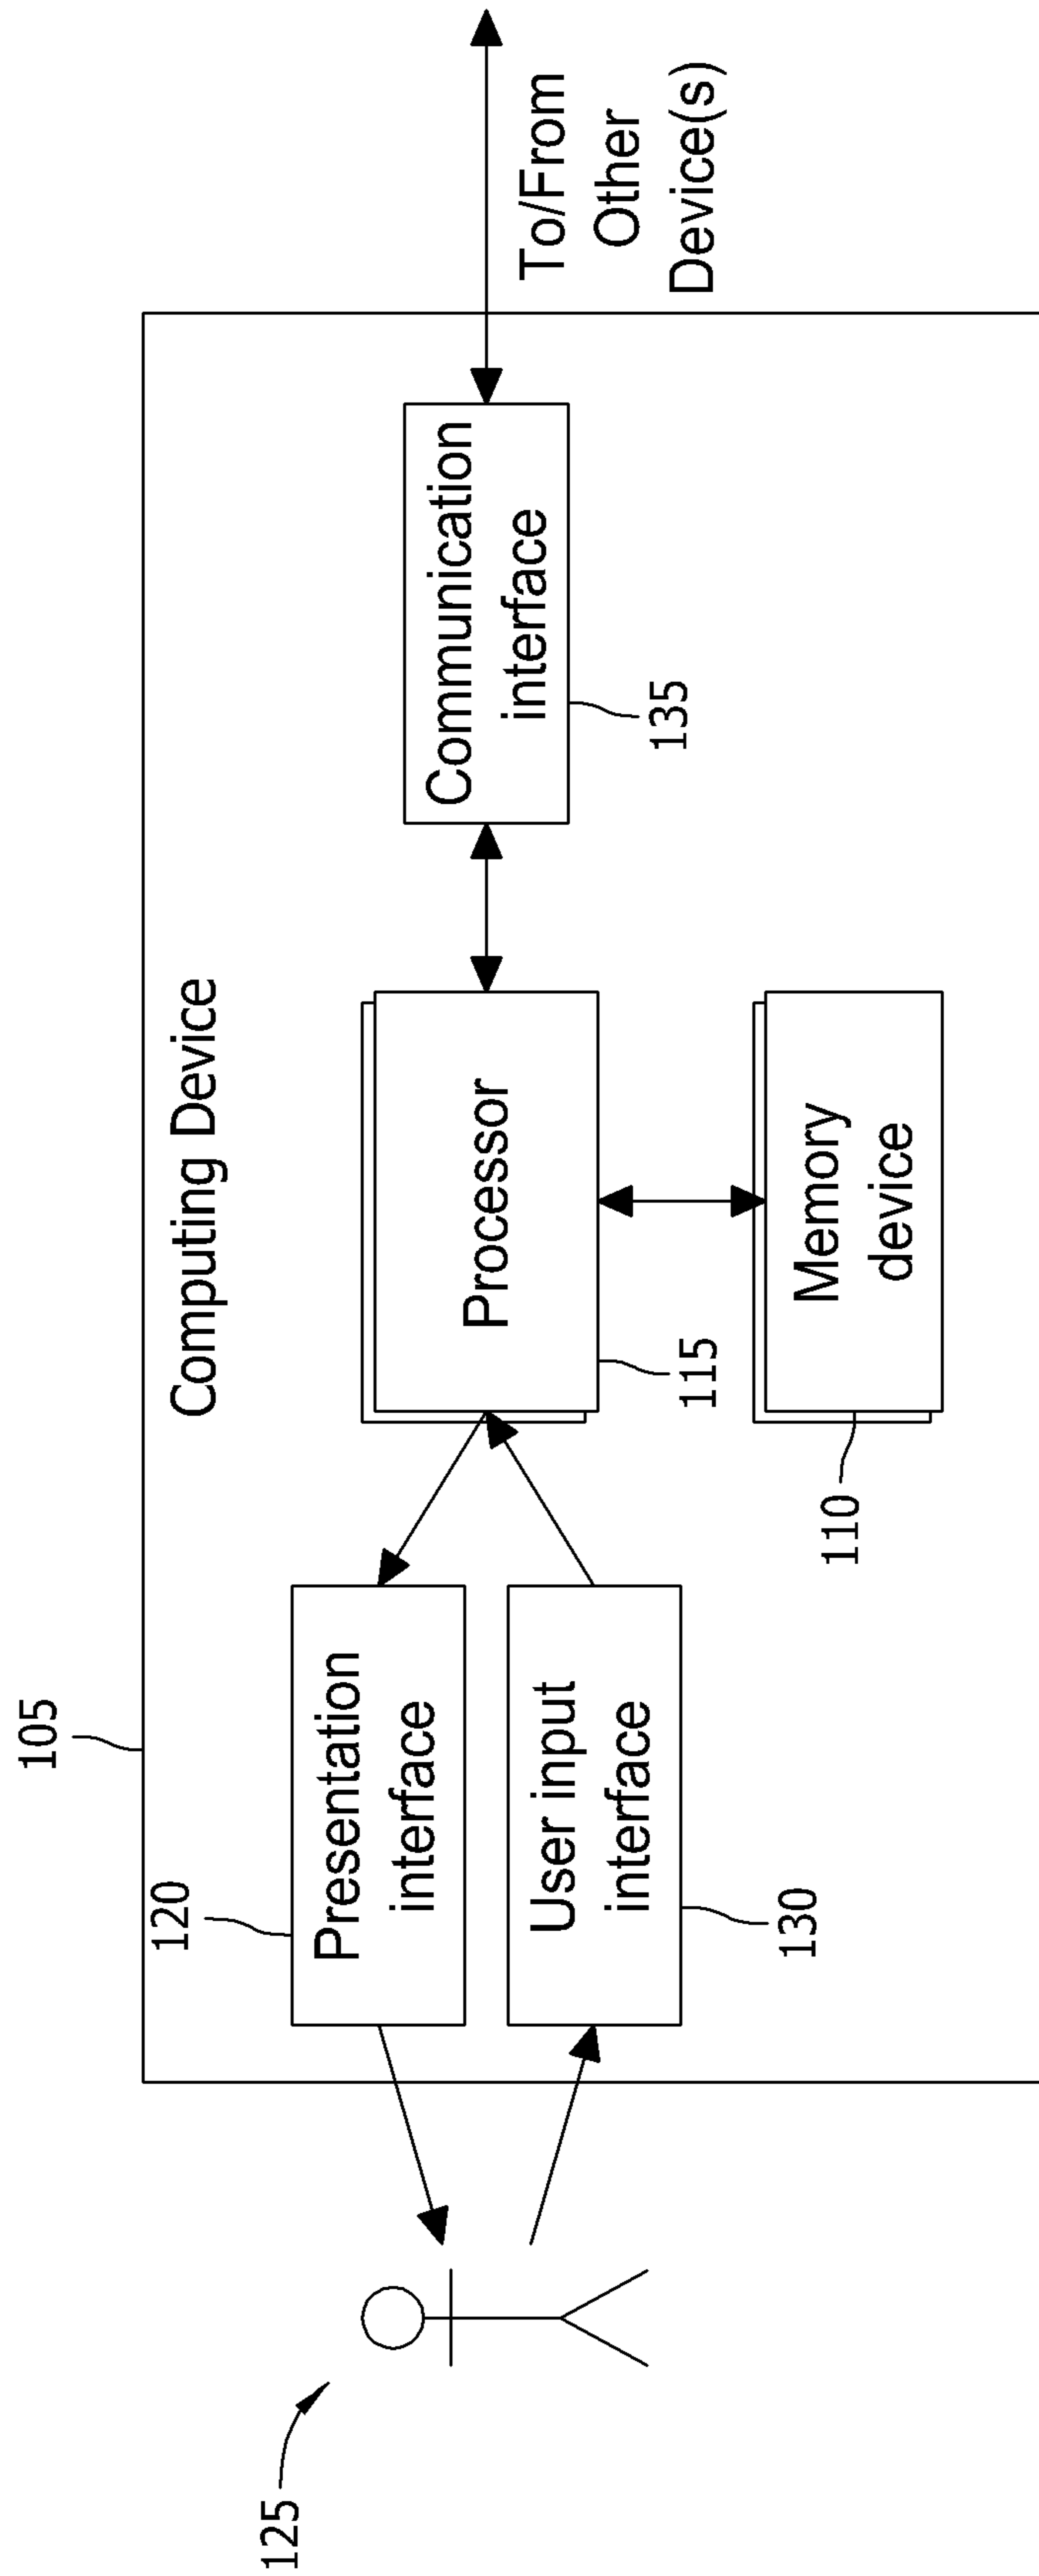 105
Computing Device
120
Presentation
interface
User input
interface
130
125
Processor
115
Memory
device
110
Communication
interface
135
To/From
Other
Device(s)